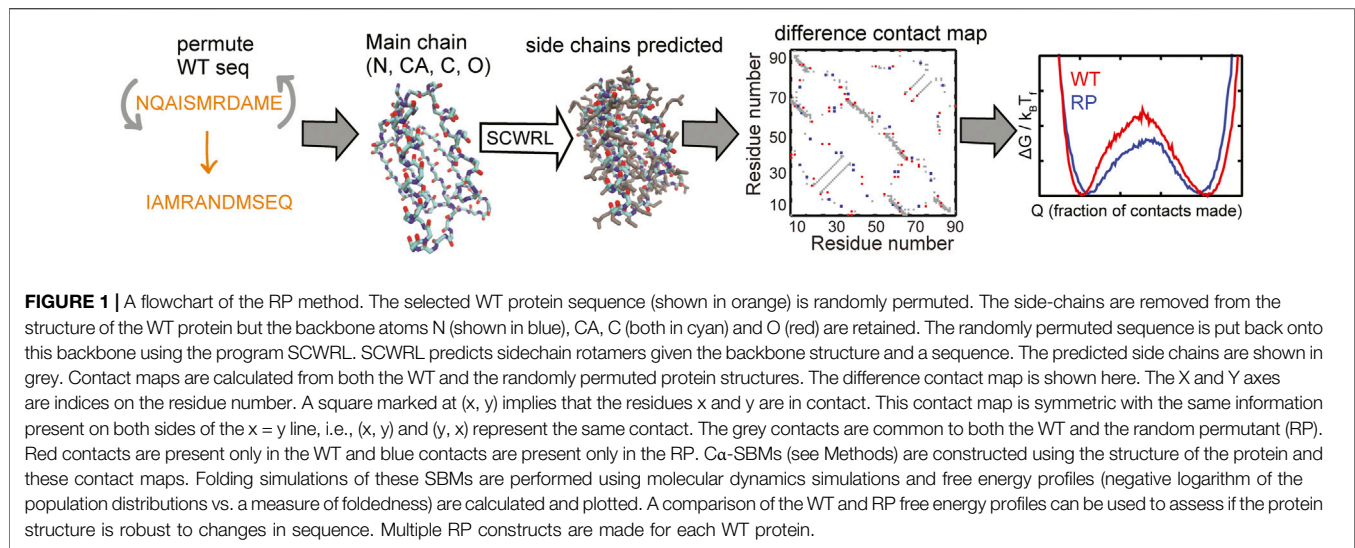 permute
WT seq
NQAISMRDAME
IAMRANDMSEQ
Main chain
(N, CA, C, O)
SCWRL
side chains predicted
difference contact map
Residue number
90
70
50
30
10
10 30 50 70 90
Residue number
WT
RP
ΔG / kBTf
Q (fraction of contacts made)
FIGURE 1 | A flowchart of the RP method. The selected WT protein sequence (shown in orange) is randomly permuted. The side-chains are removed from the
structure of the WT protein but the backbone atoms N (shown in blue), CA, C (both in cyan) and O (red) are retained. The randomly permuted sequence is put back onto
this backbone using the program SCWRL. SCWRL predicts sidechain rotamers given the backbone structure and a sequence. The predicted side chains are shown in
grey. Contact maps are calculated from both the WT and the randomly permuted protein structures. The difference contact map is shown here. The X and Y axes
are indices on the residue number. A square marked at (x, y) implies that the residues x and y are in contact. This contact map is symmetric with the same information
present on both sides of the x = y line, i.e., (x, y) and (y, x) represent the same contact. The grey contacts are common to both the WT and the random permutant (RP).
Red contacts are present only in the WT and blue contacts are present only in the RP. Cα-SBMs (see Methods) are constructed using the structure of the protein and
these contact maps. Folding simulations of these SBMs are performed using molecular dynamics simulations and free energy profiles (negative logarithm of the
population distributions vs. a measure of foldedness) are calculated and plotted. A comparison of the WT and RP free energy profiles can be used to assess if the protein
structure is robust to changes in sequence. Multiple RP constructs are made for each WT protein.